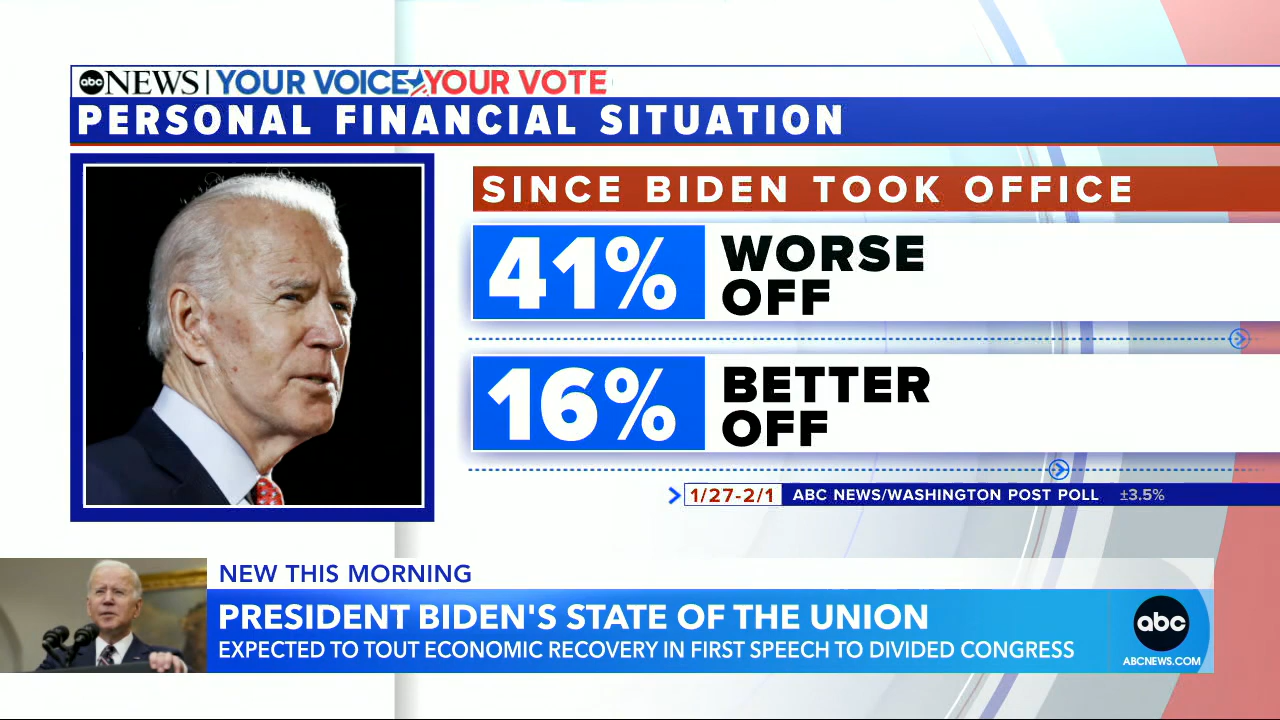 abc NEWS | YOUR VOICE YOUR VOTE
PERSONAL FINANCIAL SITUATION
SINCE BIDEN TOOK OFFICE
41% WORSE
OFF
16% BETTER
OFF
1/27-2/1 ABC NEWS/WASHINGTON POST POLL ±3.5%
NEW THIS MORNING
PRESIDENT BIDEN'S STATE OF THE UNION
EXPECTED TO TOUT ECONOMIC RECOVERY IN FIRST SPEECH TO DIVIDED CONGRESS
abc
ABCNEWS.COM